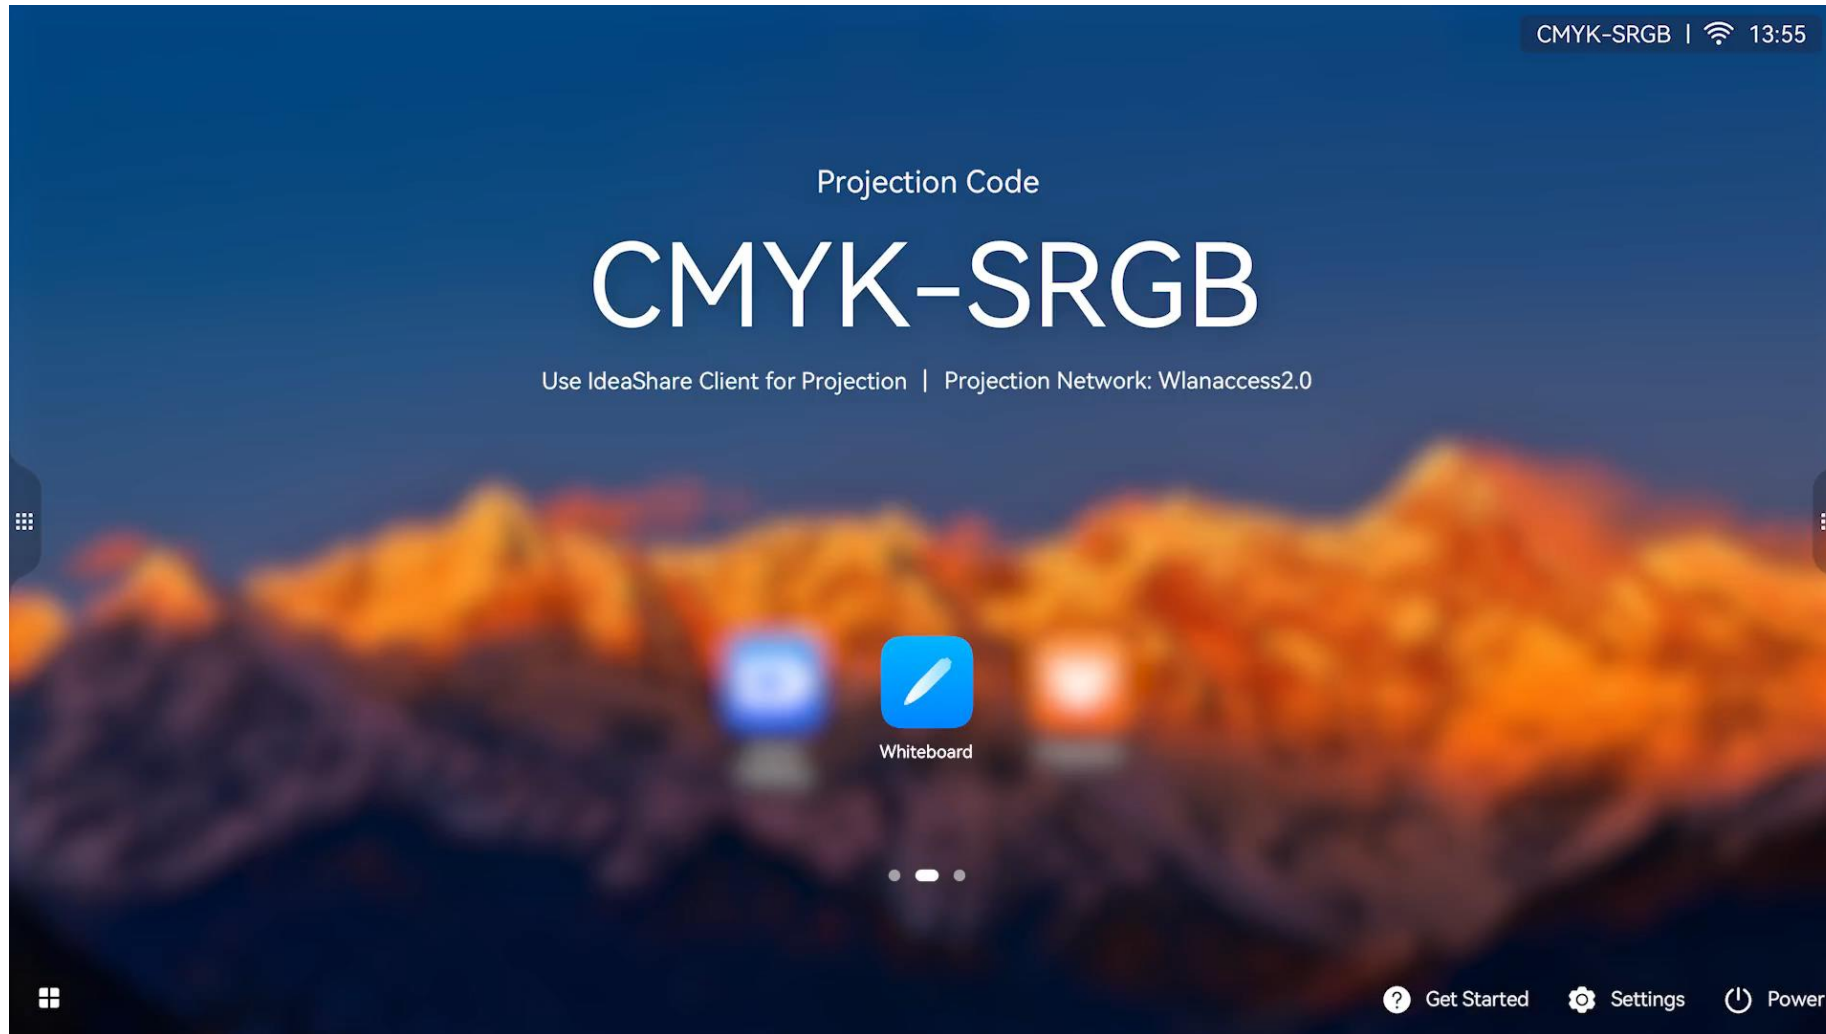 CMYK-SRGB | 13:55
Projection Code
CMYK-SRGB
Use IdeaShare Client for Projection | Projection Network: Wlanaccess2.0
Whiteboard
Get Started Settings Power